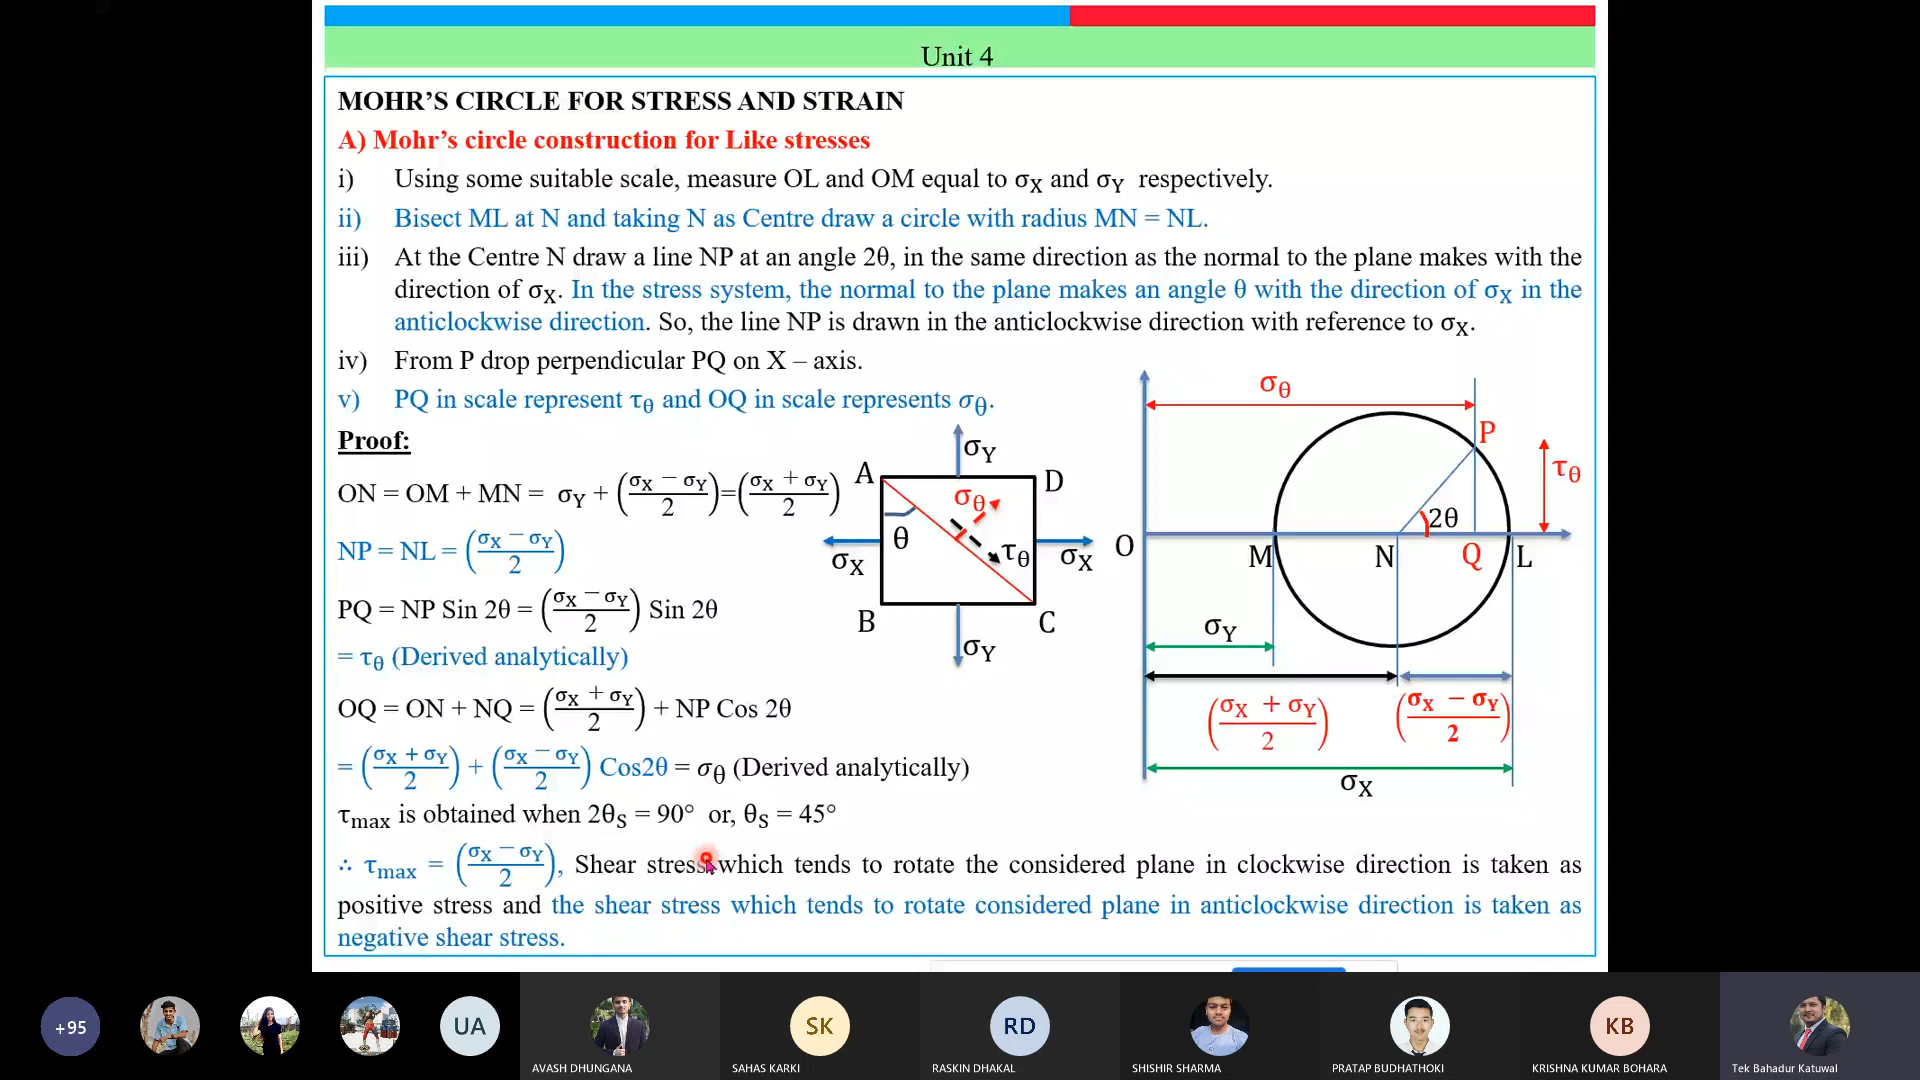 Unit 4
MOHR'S CIRCLE FOR STRESS AND STRAIN
A) Mohr's circle construction for Like stresses
i) Using some suitable scale, measure OL and OM equal to σX and σY respectively.
ii) Bisect ML at N and taking N as Centre draw a circle with radius MN = NL.
iii) At the Centre N draw a line NP at an angle 2θ, in the same direction as the normal to the plane makes with the
direction of σX. In the stress system, the normal to the plane makes an angle θ with the direction of σX in the
anticlockwise direction. So, the line NP is drawn in the anticlockwise direction with reference to σX.
iv) From P drop perpendicular PQ on X – axis.
v) PQ in scale represent τθ and OQ in scale represents σθ.
Proof:
ON = OM + MN = σY + ((σX − σY)/2) = ((σX + σY)/2)
NP = NL = ((σX − σY)/2)
PQ = NP Sin 2θ = ((σX − σY)/2) Sin 2θ
= τθ (Derived analytically)
OQ = ON + NQ = ((σX + σY)/2) + NP Cos 2θ
= ((σX + σY)/2) + ((σX − σY)/2) Cos2θ = σθ (Derived analytically)
τmax is obtained when 2θS = 90° or, θS = 45°
∴ τmax = ((σX − σY)/2), Shear stress which tends to rotate the considered plane in clockwise direction is taken as
positive stress and the shear stress which tends to rotate considered plane in anticlockwise direction is taken as
negative shear stress.
σY
A
D
σθ
θ
τθ
σX
σX
B
C
σY
σθ
P
τθ
2θ
O
M
N
Q
L
σY
((σX + σY)/2)
((σX − σY)/2)
σX
+95
UA
SK
RD
KB
AVASH DHUNGANA
SAHAS KARKI
RASKIN DHAKAL
SHISHIR SHARMA
PRATAP BUDHATHOKI
KRISHNA KUMAR BOHARA
Tek Bahadur Katuwal